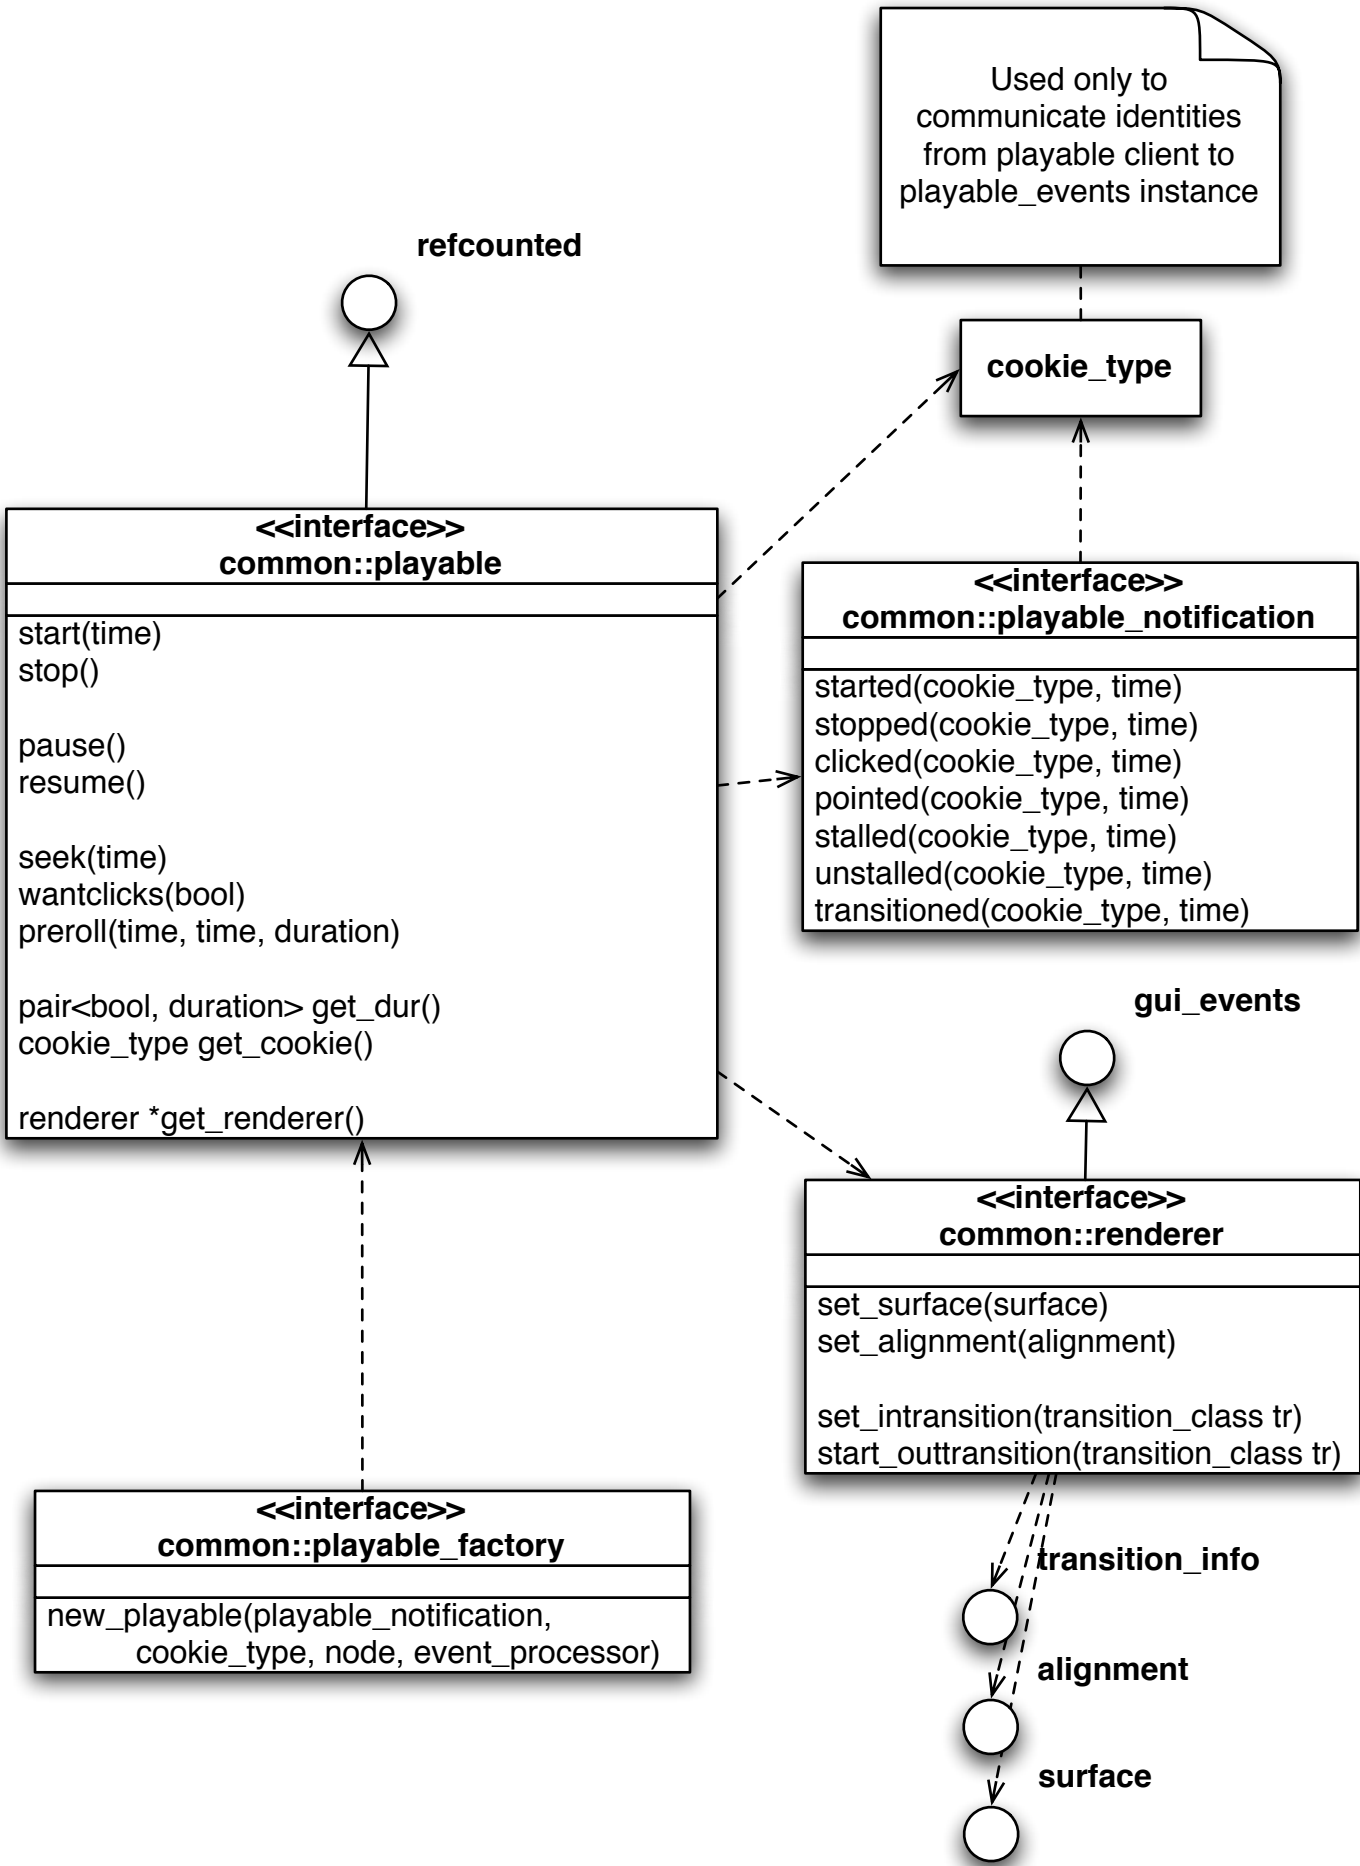 Used only to
communicate identities
from playable client to
playable_events instance
refcounted
cookie_type
<<interface>>
common::playable
start(time)
stop()
pause()
resume()
seek(time)
wantclicks(bool)
preroll(time, time, duration)
pair<bool, duration> get_dur()
cookie_type get_cookie()
renderer *get_renderer()
<<interface>>
common::playable_notification
started(cookie_type, time)
stopped(cookie_type, time)
clicked(cookie_type, time)
pointed(cookie_type, time)
stalled(cookie_type, time)
unstalled(cookie_type, time)
transitioned(cookie_type, time)
gui_events
<<interface>>
common::renderer
set_surface(surface)
set_alignment(alignment)
set_intransition(transition_class tr)
start_outtransition(transition_class tr)
<<interface>>
common::playable_factory
new_playable(playable_notification,
cookie_type, node, event_processor)
transition_info
alignment
surface